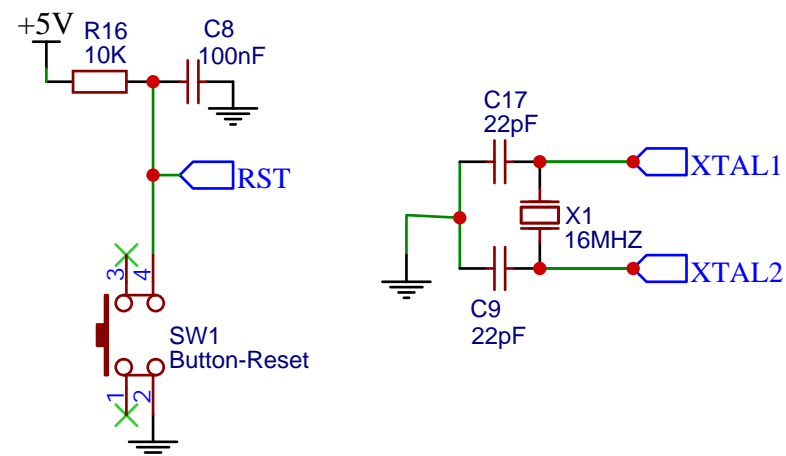 +5V
R16
10K
C8
100nF
RST
3
4
SW1
Button-Reset
1
2
C17
22pF
XTAL1
X1
16MHZ
XTAL2
C9
22pF